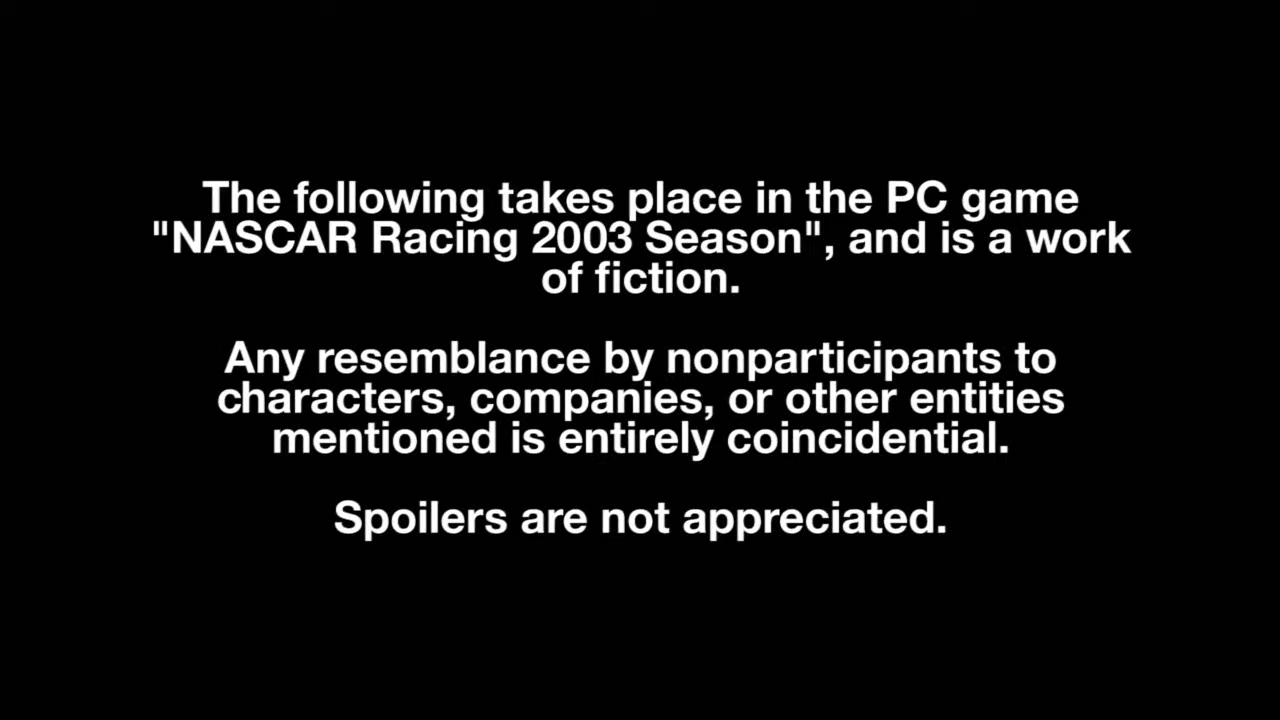 The following takes place in the PC game
"NASCAR Racing 2003 Season", and is a work
of fiction.
Any resemblance by nonparticipants to
characters, companies, or other entities
mentioned is entirely coincidential.
Spoilers are not appreciated.